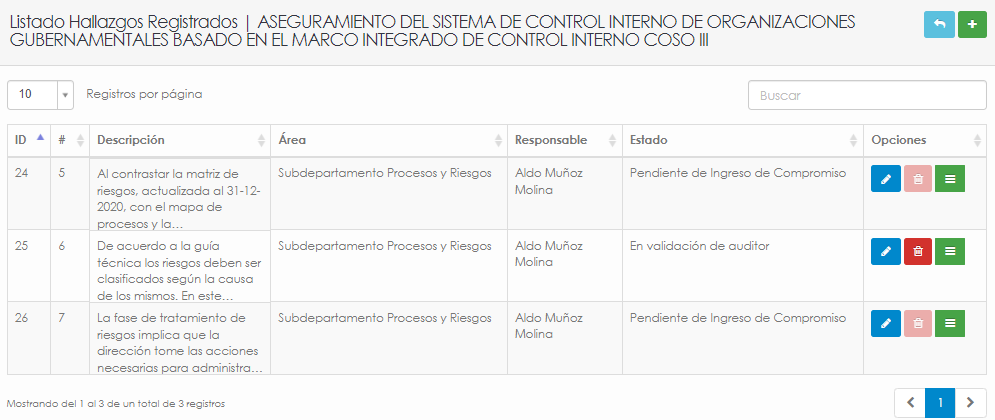 Listado Hallazgos Registrados | ASEGURAMIENTO DEL SISTEMA DE CONTROL INTERNO DE ORGANIZACIONES
GUBERNAMENTALES BASADO EN EL MARCO INTEGRADO DE CONTROL INTERNO COSO III
10 Registros por página Buscar
ID # Descripción Área Responsable Estado Opciones
24 5 Al contrastar la matriz de Subdepartamento Procesos y Riesgos Aldo Muñoz Pendiente de Ingreso de Compromiso
riesgos, actualizada al 31-12- Molina
2020, con el mapa de
procesos y la...
25 6 De acuerdo a la guía Subdepartamento Procesos y Riesgos Aldo Muñoz En validación de auditor
técnica los riesgos deben ser Molina
clasificados según la causa
de los mismos. En este...
26 7 La fase de tratamiento de Subdepartamento Procesos y Riesgos Aldo Muñoz Pendiente de Ingreso de Compromiso
riesgos implica que la Molina
dirección tome las acciones
necesarias para administra...
Mostrando del 1 al 3 de un total de 3 registros 1